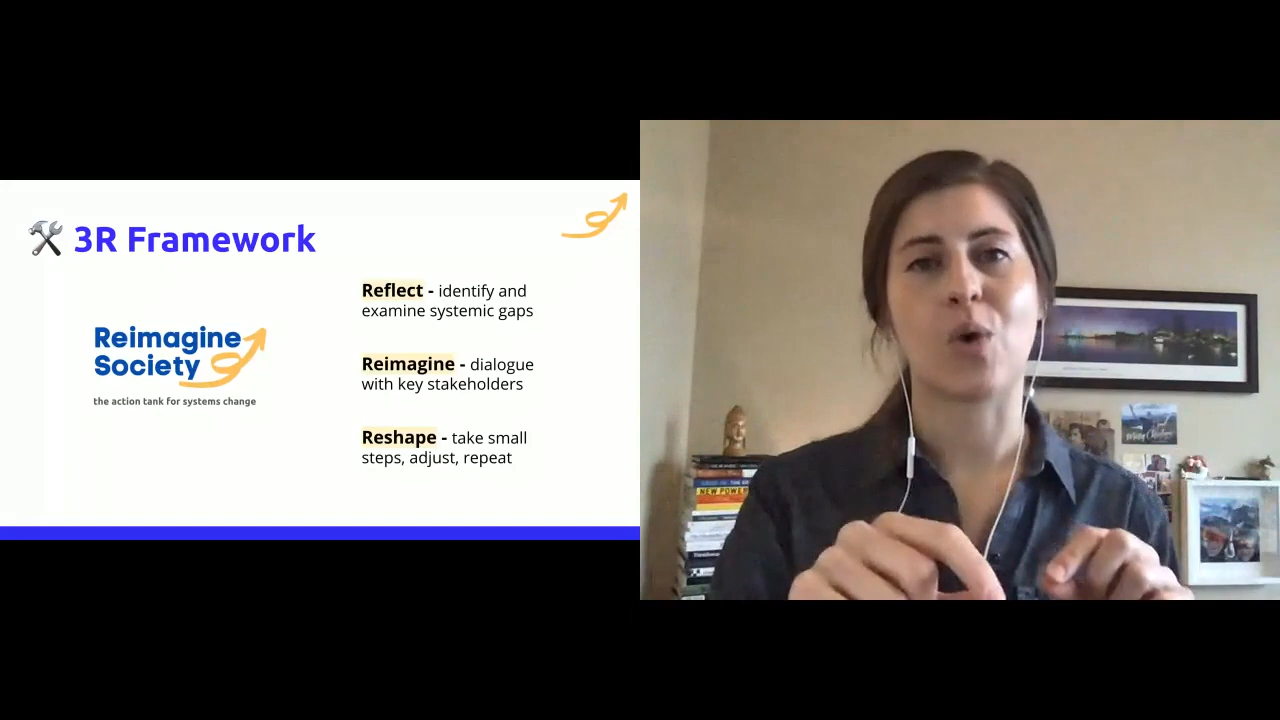 3R Framework
Reflect - identify and
examine systemic gaps
Reimagine
Society
the action tank for systems change
Reimagine - dialogue
with key stakeholders
Reshape - take small
steps, adjust, repeat
NEW POWER